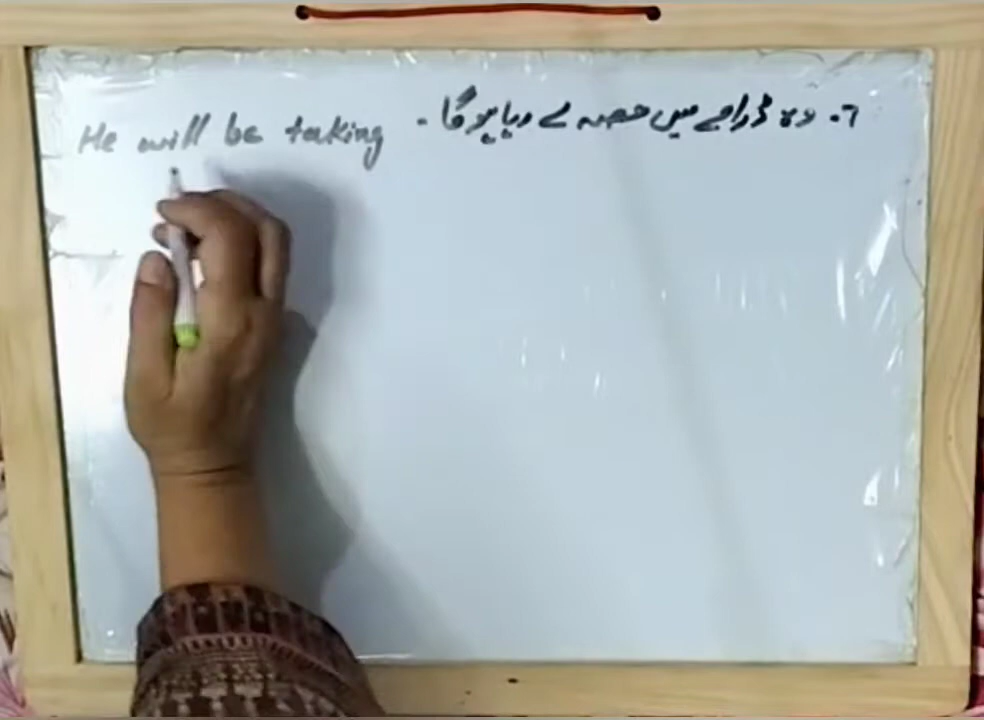 He will be taking
۶. وہ ڈرامے میں حصہ لے رہا ہو گا۔